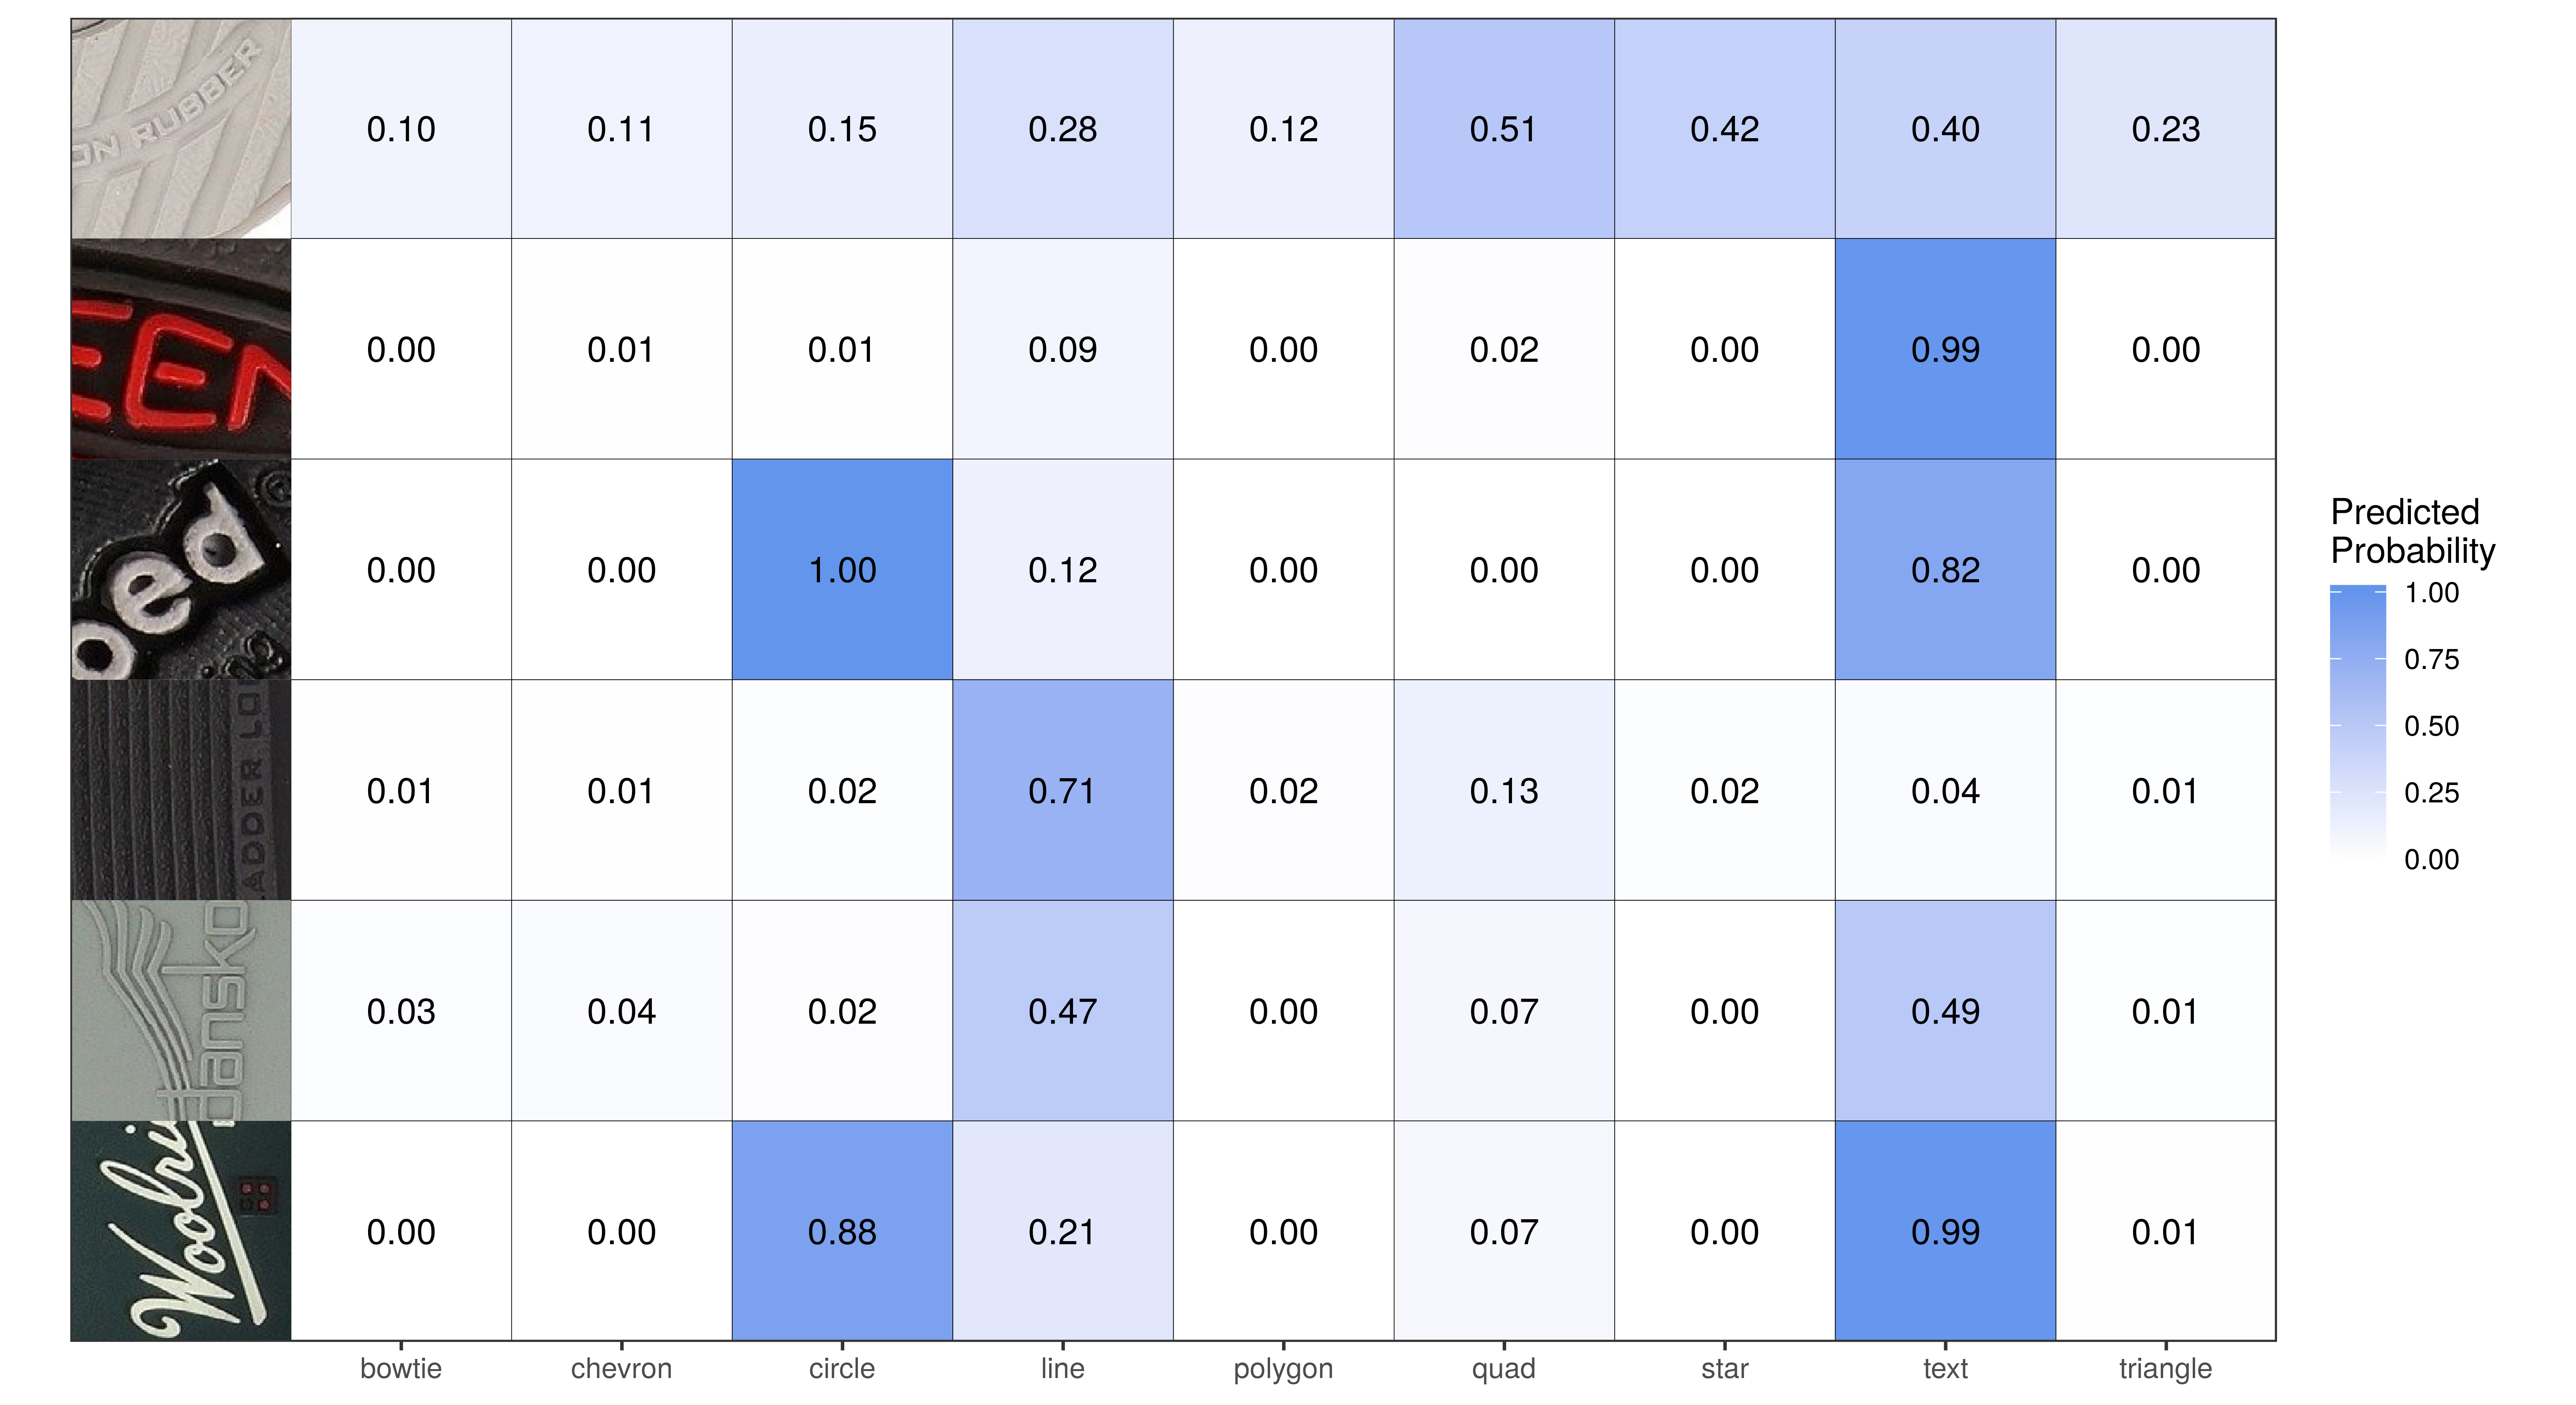 ON RUBBER
0.10 0.11 0.15 0.28 0.12 0.51 0.42 0.40 0.23
EEN
0.00 0.01 0.01 0.09 0.00 0.02 0.00 0.99 0.00
oed
0.00 0.00 1.00 0.12 0.00 0.00 0.00 0.82 0.00
ADDER LO
0.01 0.01 0.02 0.71 0.02 0.13 0.02 0.04 0.01
dansko
0.03 0.04 0.02 0.47 0.00 0.07 0.00 0.49 0.01
Woolri
0.00 0.00 0.88 0.21 0.00 0.07 0.00 0.99 0.01
bowtie chevron circle line polygon quad star text triangle
Predicted
Probability
1.00
0.75
0.50
0.25
0.00